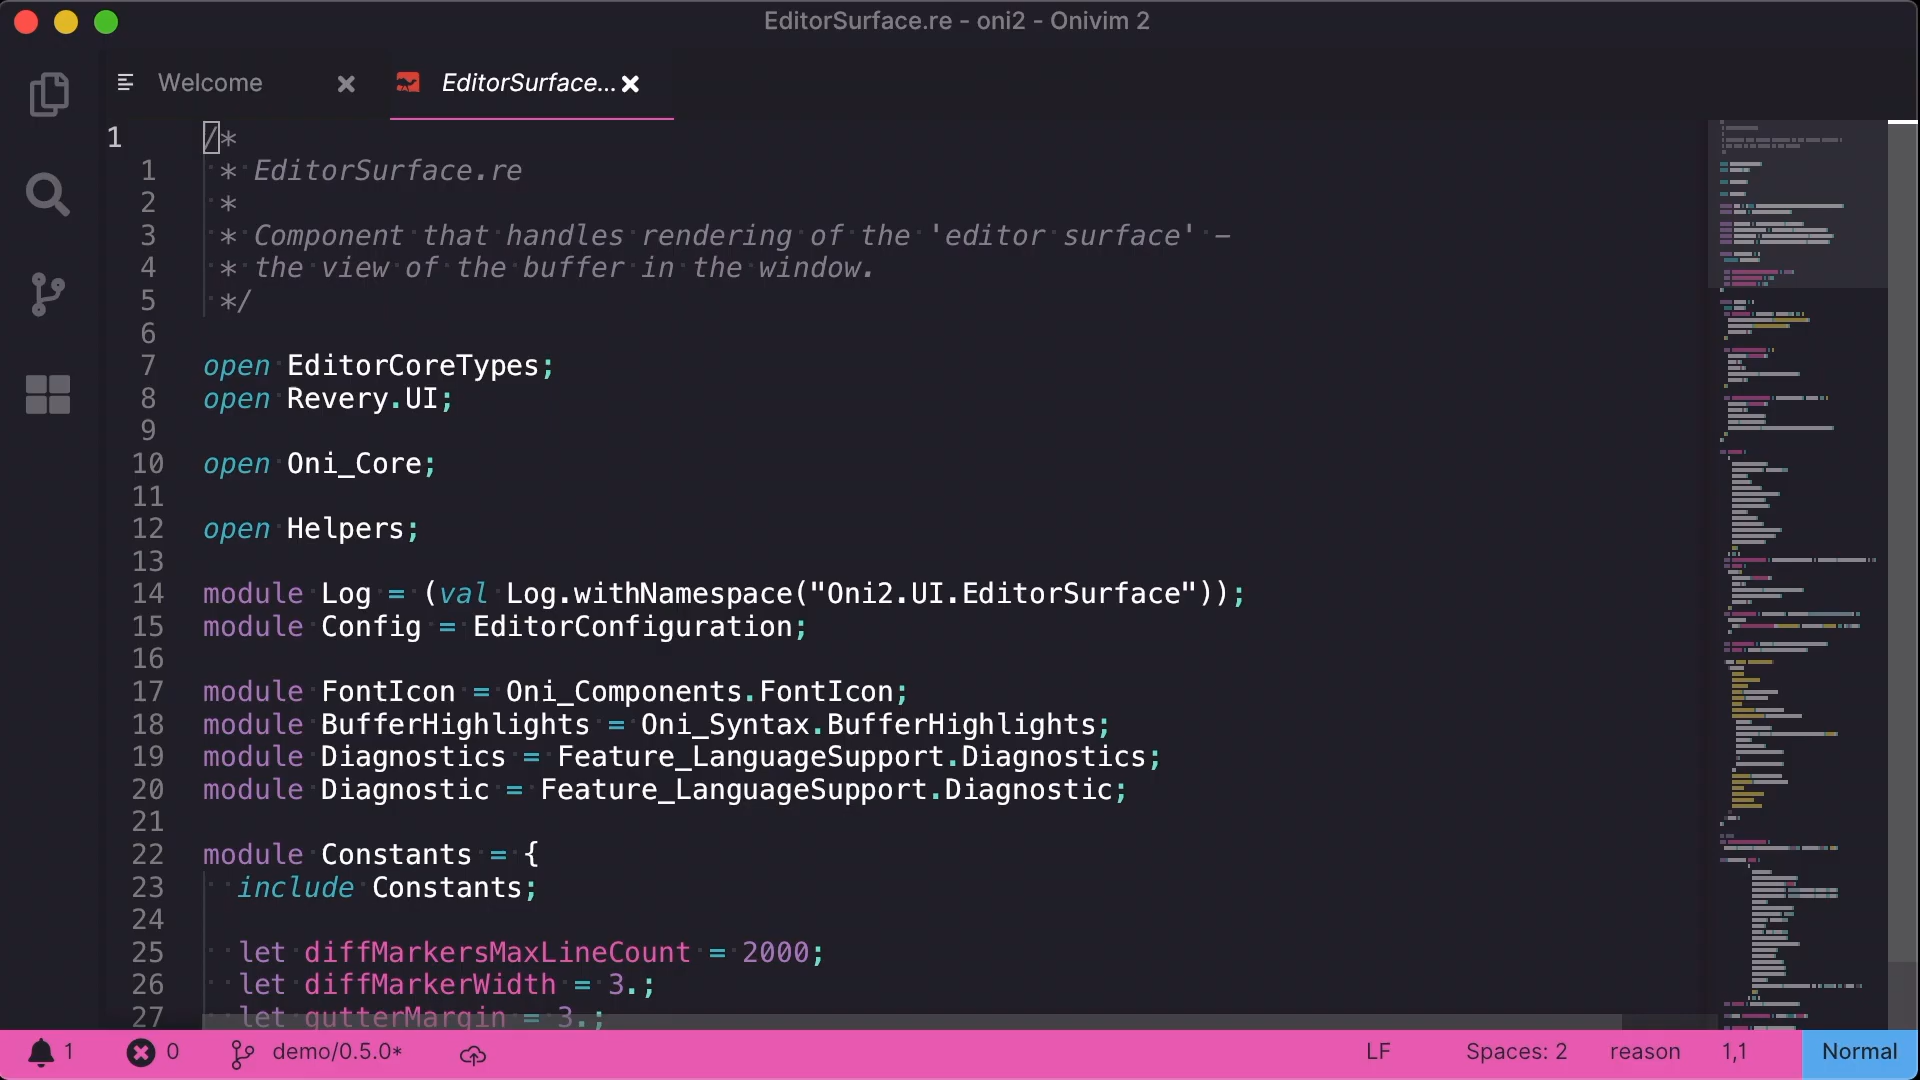 EditorSurface.re - oni2 - Onivim 2
Welcome
EditorSurface...
1 /*
1 * EditorSurface.re
2 *
3 * Component that handles rendering of the 'editor surface' -
4 * the view of the buffer in the window.
5 */
6
7 open EditorCoreTypes;
8 open Revery.UI;
9
10 open Oni_Core;
11
12 open Helpers;
13
14 module Log = (val Log.withNamespace("Oni2.UI.EditorSurface"));
15 module Config = EditorConfiguration;
16
17 module FontIcon = Oni_Components.FontIcon;
18 module BufferHighlights = Oni_Syntax.BufferHighlights;
19 module Diagnostics = Feature_LanguageSupport.Diagnostics;
20 module Diagnostic = Feature_LanguageSupport.Diagnostic;
21
22 module Constants = {
23 include Constants;
24
25 let diffMarkersMaxLineCount = 2000;
26 let diffMarkerWidth = 3.;
27 let gutterMargin = 3.;
1 0 demo/0.5.0* LF Spaces: 2 reason 1,1 Normal